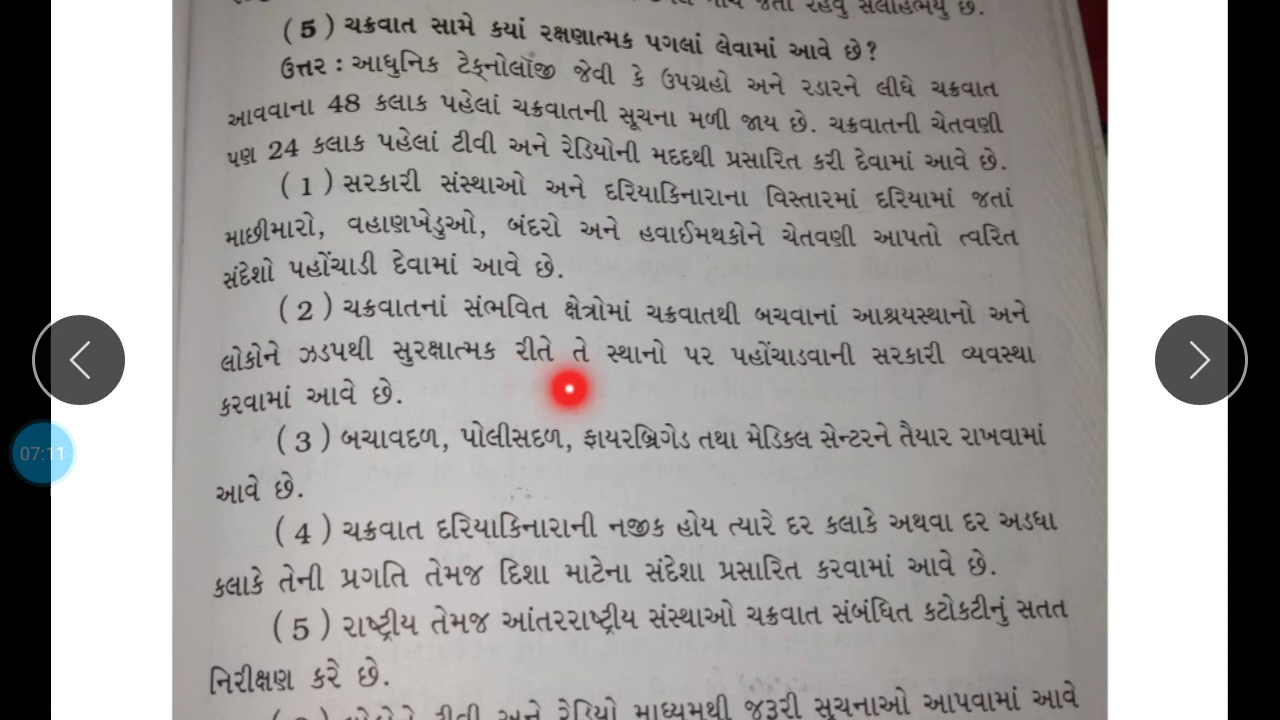 જતા રહેવું સલાહભર્યું છે.
( 5 ) ચક્રવાત સામે કયાં રક્ષણાત્મક પગલાં લેવામાં આવે છે?
ઉત્તર : આધુનિક ટેક્નોલૉજી જેવી કે ઉપગ્રહો અને રડારને લીધે ચક્રવાત
આવવાના 48 કલાક પહેલાં ચક્રવાતની સૂચના મળી જાય છે. ચક્રવાતની ચેતવણી
પણ 24 કલાક પહેલાં ટીવી અને રેડિયોની મદદથી પ્રસારિત કરી દેવામાં આવે છે.
( 1 ) સરકારી સંસ્થાઓ અને દરિયાકિનારાના વિસ્તારમાં દરિયામાં જતાં
માછીમારો, વહાણખેડુઓ, બંદરો અને હવાઈમથકોને ચેતવણી આપતો ત્વરિત
સંદેશો પહોંચાડી દેવામાં આવે છે.
( 2 ) ચક્રવાતનાં સંભવિત ક્ષેત્રોમાં ચક્રવાતથી બચવાનાં આશ્રયસ્થાનો અને
લોકોને ઝડપથી સુરક્ષાત્મક રીતે તે સ્થાનો પર પહોંચાડવાની સરકારી વ્યવસ્થા
કરવામાં આવે છે.
07:11
( 3 ) બચાવદળ, પોલીસદળ, ફાયરબ્રિગેડ તથા મેડિકલ સેન્ટરને તૈયાર રાખવામાં
આવે છે.
( 4 ) ચક્રવાત દરિયાકિનારાની નજીક હોય ત્યારે દર કલાકે અથવા દર અડધા
કલાકે તેની પ્રગતિ તેમજ દિશા માટેના સંદેશા પ્રસારિત કરવામાં આવે છે.
( 5 ) રાષ્ટ્રીય તેમજ આંતરરાષ્ટ્રીય સંસ્થાઓ ચક્રવાત સંબંધિત કટોકટીનું સતત
નિરીક્ષણ કરે છે.
ટીવી અને રેડિયો માધ્યમથી જરૂરી સૂચનાઓ આપવામાં આવે